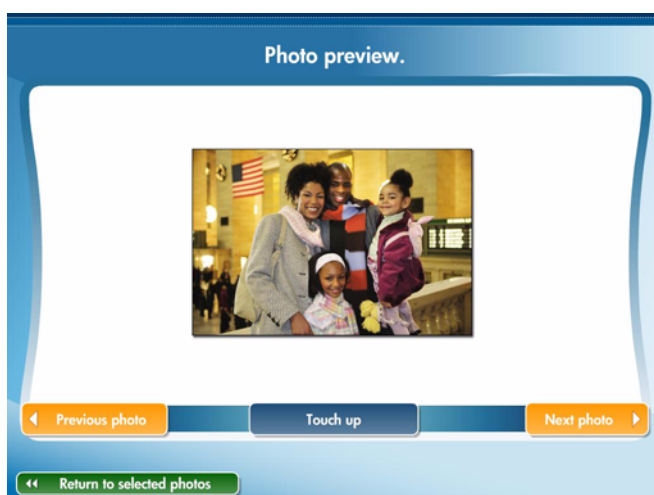 Photo preview.
Previous photo
Touch up
Next photo
Return to selected photos